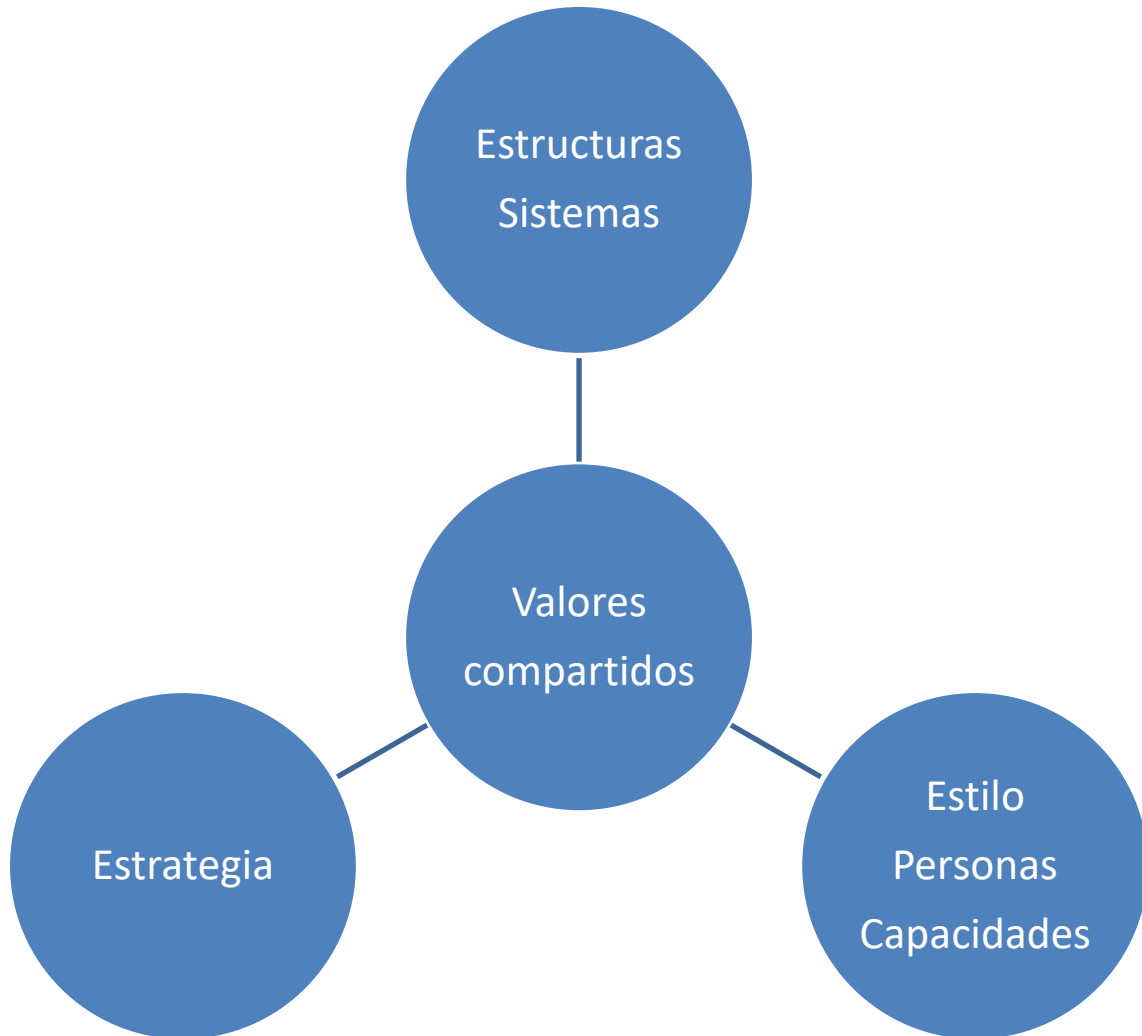 Estructuras
Sistemas
Valores
compartidos
Estrategia
Estilo
Personas
Capacidades